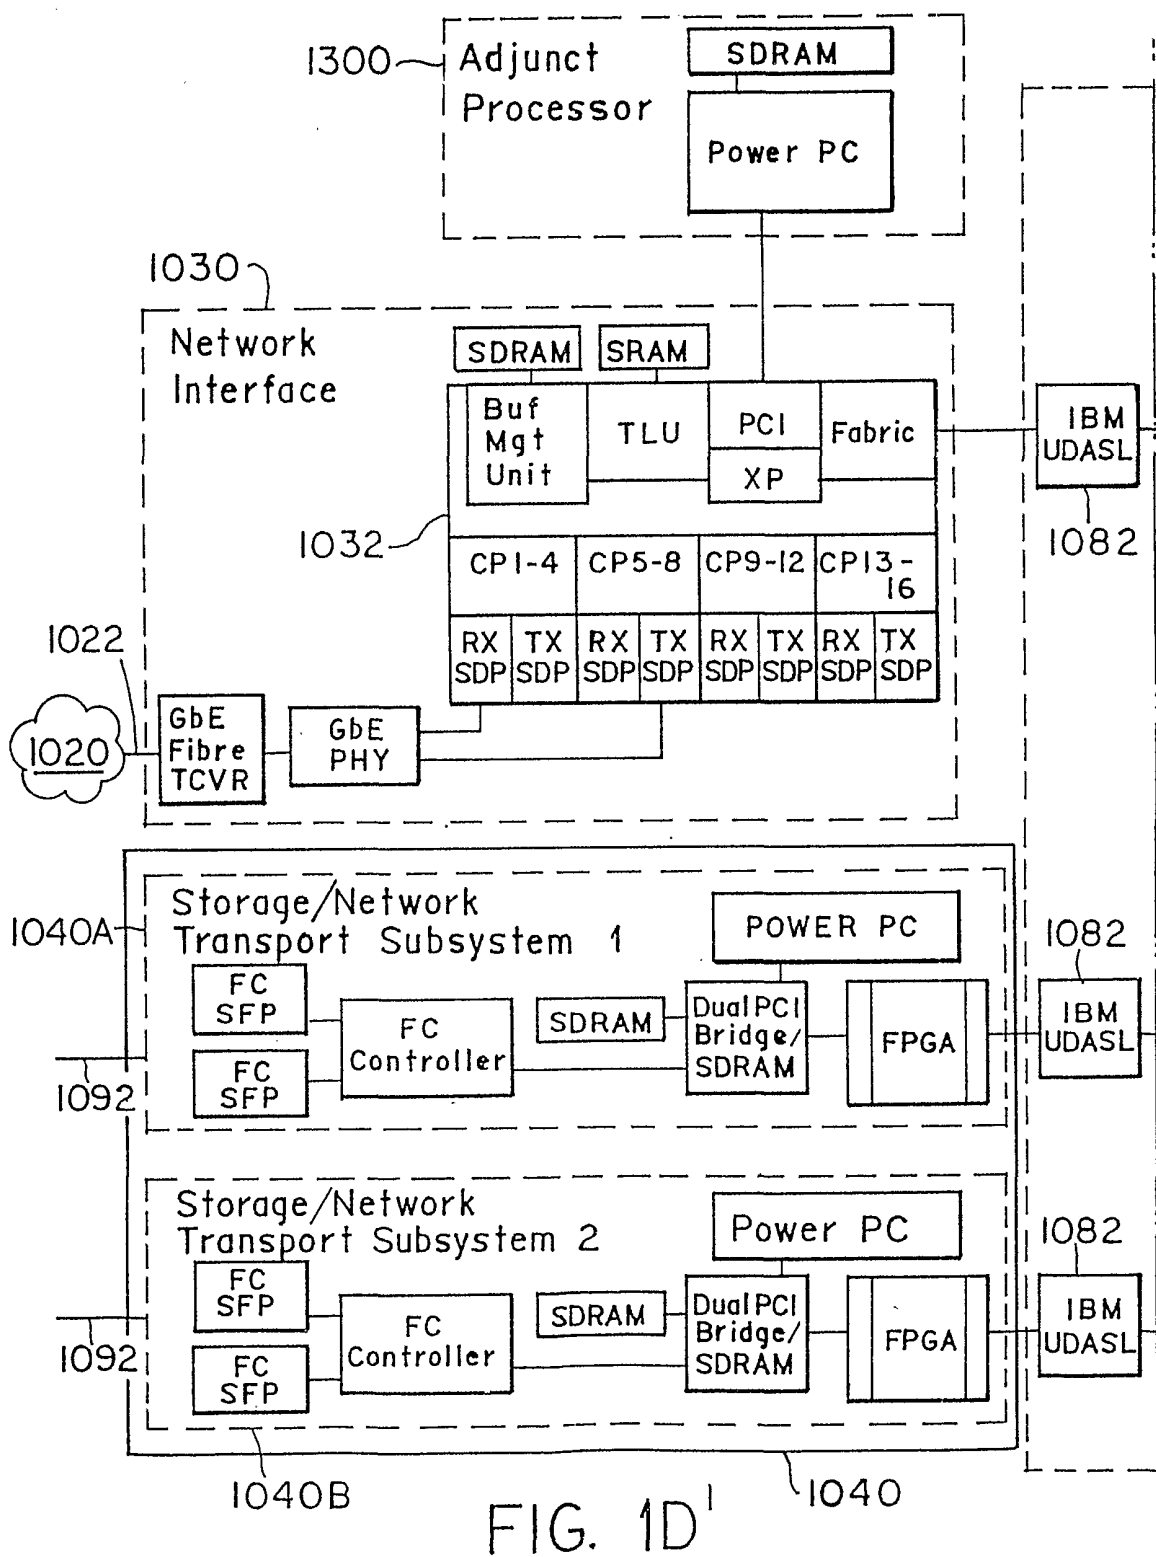 1300
Adjunct
Processor
SDRAM
Power PC
1030
Network
Interface
SDRAM
SRAM
Buf
Mgt
Unit
TLU
PCI
XP
Fabric
IBM
UDASL
1082
1032
CP1-4
CP5-8
CP9-12
CP13-
16
RX
SDP
TX
SDP
RX
SDP
TX
SDP
RX
SDP
TX
SDP
RX
SDP
TX
SDP
1022
1020
GbE
Fibre
TCVR
GbE
PHY
1040A
Storage/Network
Transport Subsystem 1
POWER PC
1082
FC
SFP
FC
SFP
FC
Controller
SDRAM
Dual PCI
Bridge/
SDRAM
FPGA
IBM
UDASL
1092
Storage/Network
Transport Subsystem 2
Power PC
1082
FC
SFP
FC
SFP
FC
Controller
SDRAM
Dual PCI
Bridge/
SDRAM
FPGA
IBM
UDASL
1092
1040B
1040
FIG. 1D'